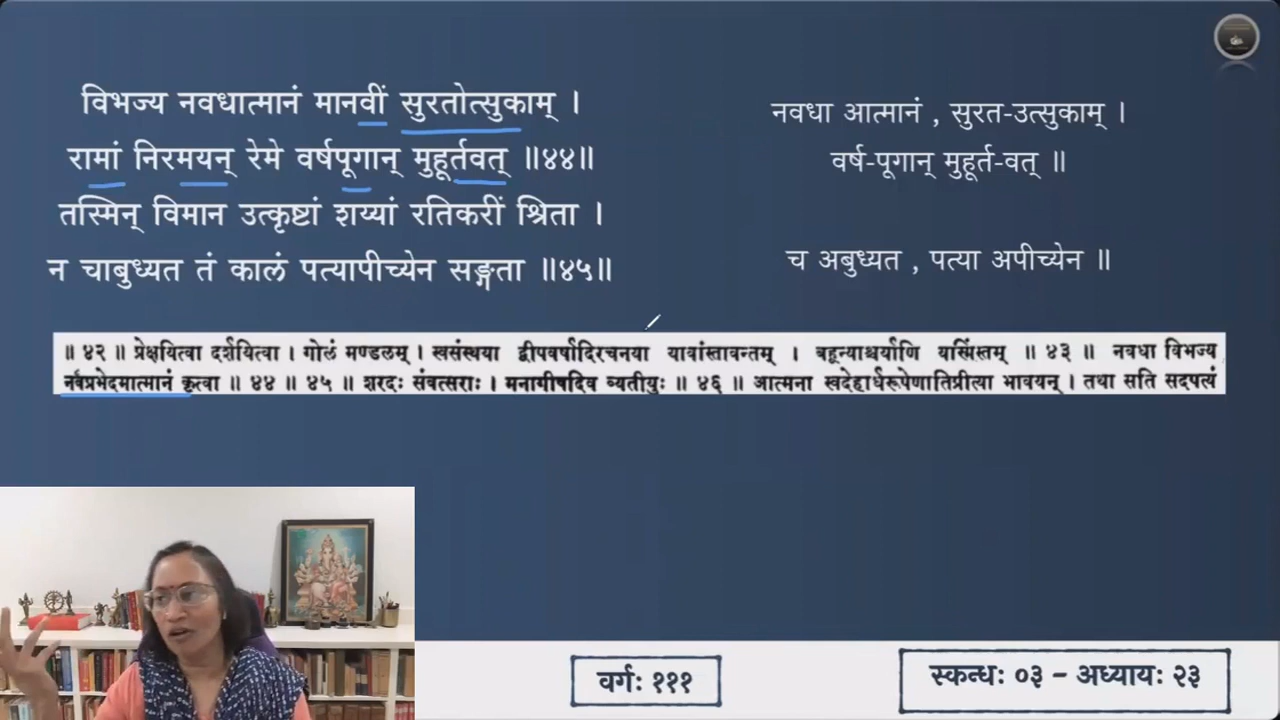 विभज्य नवधात्मानं मानवीं सुरतोत्सुकाम् ।
रामां निरमयन् रेमे वर्षपूगान् मुहूर्तवत् ॥४४॥
तस्मिन् विमान उत्कृष्टां शय्यां रतिकरीं श्रिता ।
न चाबुध्यत तं कालं पत्यापीच्येन सङ्गता ॥४५॥
नवधा आत्मानं , सुरत-उत्सुकाम् ।
वर्ष-पूगान् मुहूर्त-वत् ॥
च अबुध्यत , पत्या अपीच्येन ॥
॥ ४२ ॥ प्रेक्षयित्वा दर्शयित्वा । गोलं मण्डलम् । स्वसंस्थया द्वीपवर्षादिरचनया यावांस्तावन्तम् । बहून्याश्चर्याणि यस्मिंस्तम् ॥ ४३ ॥ नवधा विभज्य
नवप्रभेदमात्मानं कृत्वा ॥ ४४ ॥ ४५ ॥ शरदः संवत्सराः । मनागीषदिव व्यतीयुः ॥ ४६ ॥ आत्मना स्वदेहार्धरूपेणातिप्रीत्या भावयन् । तथा सति सदपत्यं
वर्गः १११
स्कन्धः ०३ - अध्यायः २३